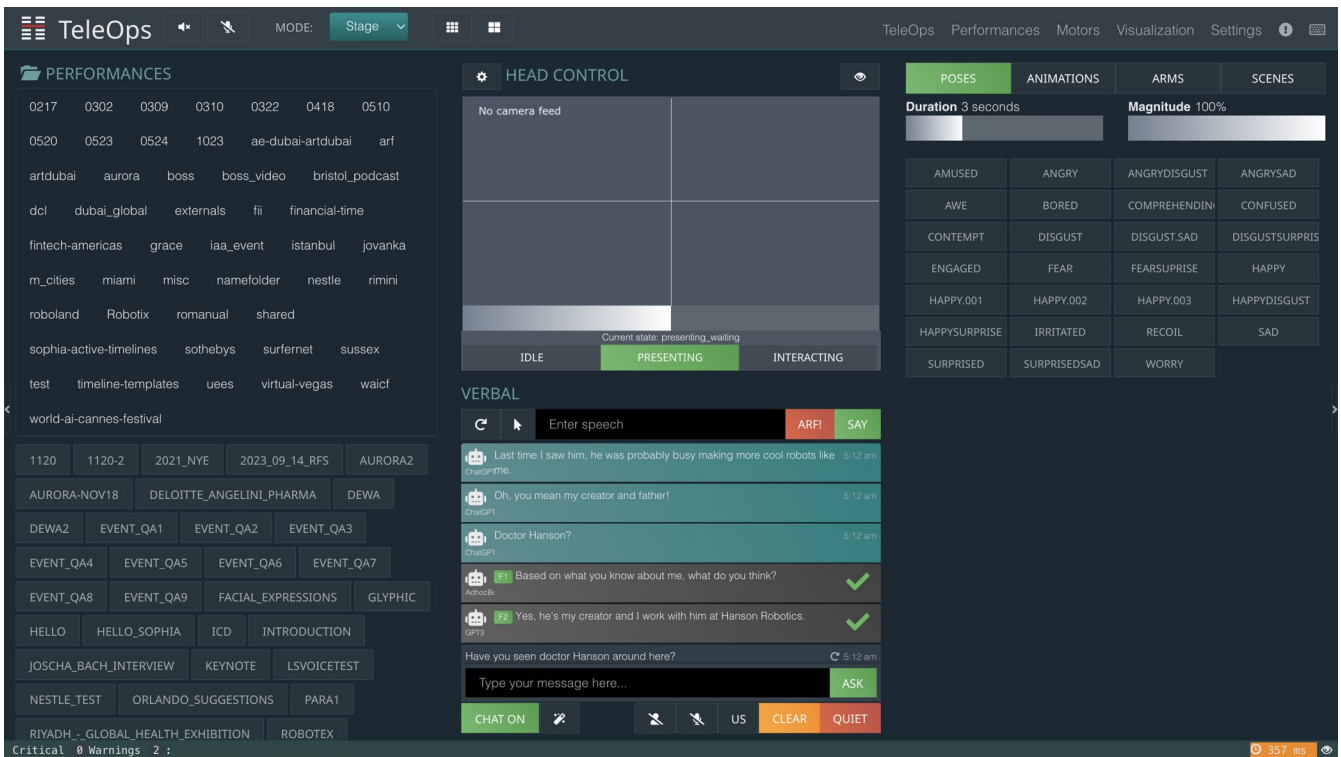 TeleOps
MODE: Stage
TeleOps Performances Motors Visualization Settings
PERFORMANCES
0217 0302 0309 0310 0322 0418 0510
0520 0523 0524 1023 ae-dubai-artdubai arf
artdubai aurora boss boss_video bristol_podcast
dcl dubai_global externals fii financial-time
fintech-americas grace iaa_event istanbul jovanka
m_cities miami misc namefolder nestle rimini
roboland Robotix romanual shared
sophia-active-timelines sothebys surfernet sussex
test timeline-templates uees virtual-vegas waicf
world-ai-cannes-festival
1120 1120-2 2021_NYE 2023_09_14_RFS AURORA2
AURORA-NOV18 DELOITTE_ANGELINI_PHARMA DEWA
DEWA2 EVENT_QA1 EVENT_QA2 EVENT_QA3
EVENT_QA4 EVENT_QA5 EVENT_QA6 EVENT_QA7
EVENT_QA8 EVENT_QA9 FACIAL_EXPRESSIONS GLYPHIC
HELLO HELLO_SOPHIA ICD INTRODUCTION
JOSCHA_BACH_INTERVIEW KEYNOTE LSVOICETEST
NESTLE_TEST ORLANDO_SUGGESTIONS PARA1
RIYADH_-_GLOBAL_HEALTH_EXHIBITION ROBOTEX
HEAD CONTROL
No camera feed
Current state: presenting_waiting
IDLE PRESENTING INTERACTING
VERBAL
Enter speech ARF! SAY
Last time I saw him, he was probably busy making more cool robots like 5:12 am
ChatGPT me.
Oh, you mean my creator and father! 5:12 am
ChatGPT
Doctor Hanson? 5:12 am
ChatGPT
F1 Based on what you know about me, what do you think?
AdhocBo
F2 Yes, he's my creator and I work with him at Hanson Robotics.
GPT3
Have you seen doctor Hanson around here? 5:12 am
Type your message here... ASK
CHAT ON US CLEAR QUIET
POSES ANIMATIONS ARMS SCENES
Duration 3 seconds Magnitude 100%
AMUSED ANGRY ANGRYDISGUST ANGRYSAD
AWE BORED COMPREHENDIN CONFUSED
CONTEMPT DISGUST DISGUST.SAD DISGUSTSURPRIS
ENGAGED FEAR FEARSUPRISE HAPPY
HAPPY.001 HAPPY.002 HAPPY.003 HAPPYDISGUST
HAPPYSURPRISE IRRITATED RECOIL SAD
SURPRISED SURPRISEDSAD WORRY
Critical 0 Warnings 2 :
357 ms